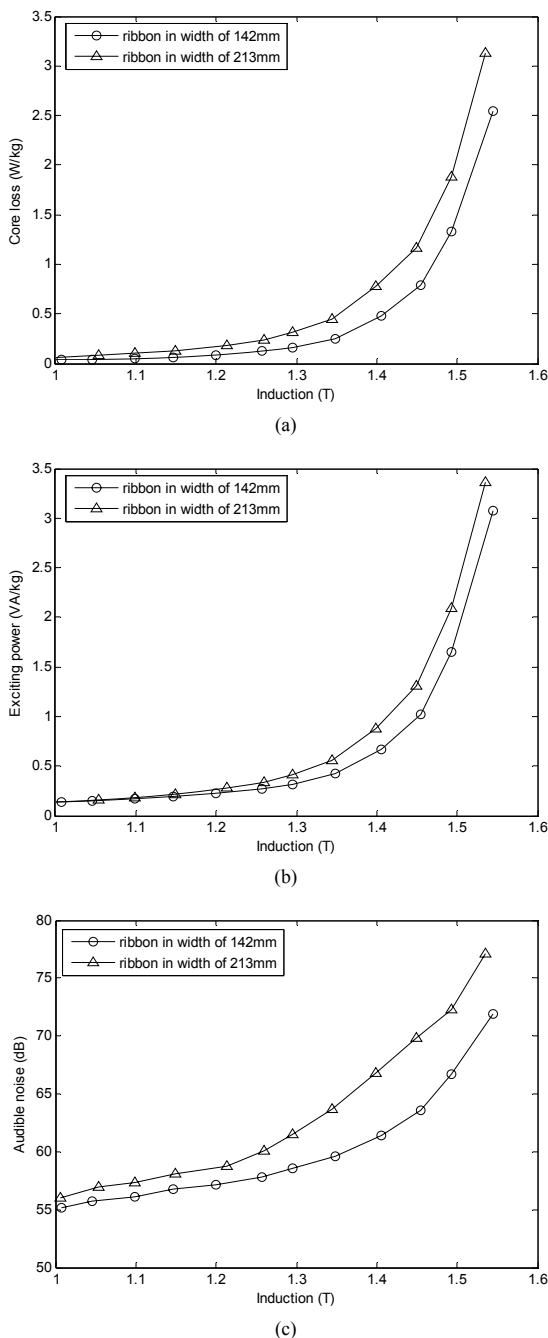 3.5
ribbon in width of 142mm
ribbon in width of 213mm
3
2.5
2
1.5
1
0.5
0
Core loss (W/kg)
1 1.1 1.2 1.3 1.4 1.5 1.6
Induction (T)
(a)
3.5
ribbon in width of 142mm
ribbon in width of 213mm
3
2.5
2
1.5
1
0.5
0
Exciting power (VA/kg)
1 1.1 1.2 1.3 1.4 1.5 1.6
Induction (T)
(b)
80
ribbon in width of 142mm
ribbon in width of 213mm
75
70
65
60
55
50
Audible noise (dB)
1 1.1 1.2 1.3 1.4 1.5 1.6
Induction (T)
(c)